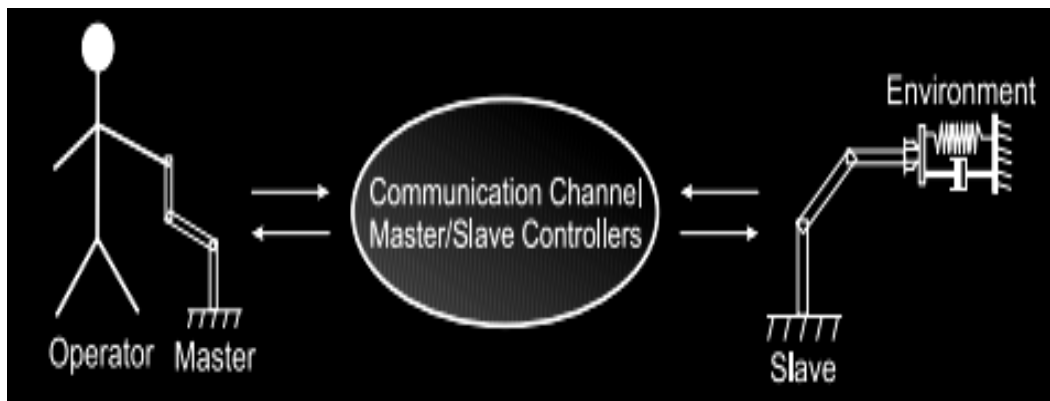 Environment
Communication Channel
Master/Slave Controllers
Operator
Master
Slave